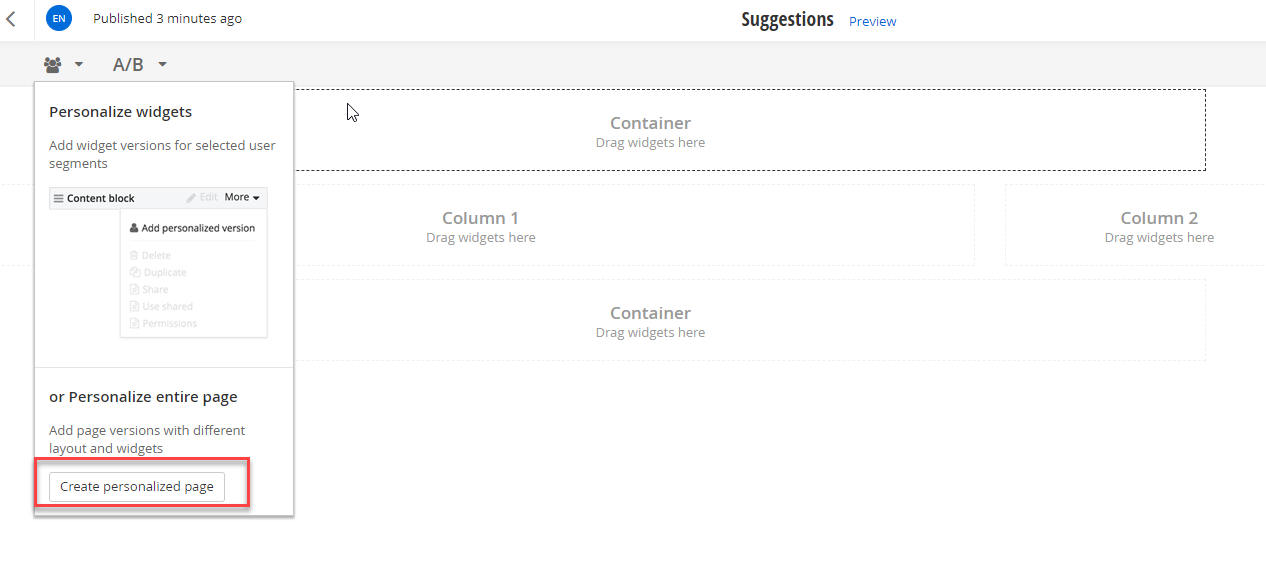 EN Published 3 minutes ago Suggestions Preview
A/B
Personalize widgets
Add widget versions for selected user
segments
Content block Edit More
Add personalized version
Delete
Duplicate
Share
Use shared
Permissions
or Personalize entire page
Add page versions with different
layout and widgets
Create personalized page
Container
Drag widgets here
Column 1
Drag widgets here
Column 2
Drag widgets here
Container
Drag widgets here